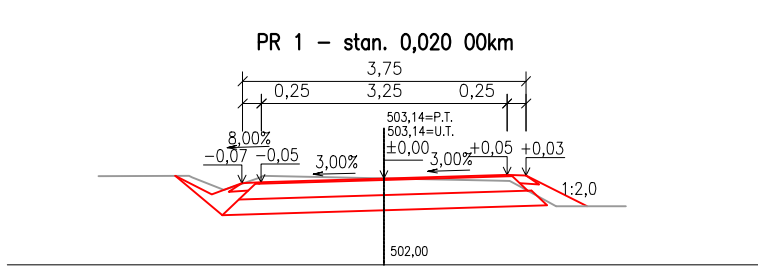 PR 1 – stan. 0,020 00km
3,75
0,25 3,25 0,25
503,14=P.T.
503,14=U.T.
8,00% ±0,00 +0,05 +0,03
−0,07 −0,05 3,00% 3,00%
1:2,0
502,00